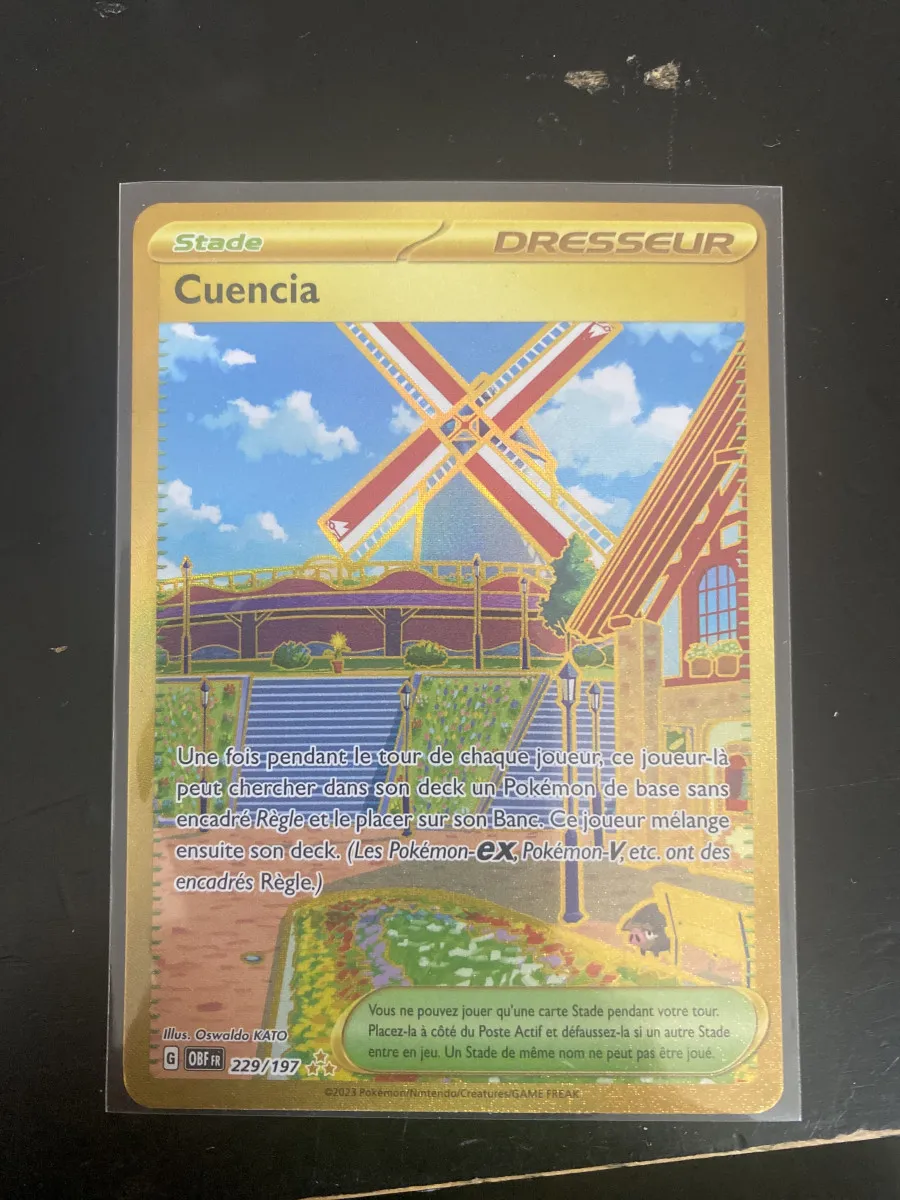 Stade DRESSEUR
Cuencia
Une fois pendant le tour de chaque joueur, ce joueur-là
peut chercher dans son deck un Pokémon de base sans
encadré Règle et le placer sur son Banc. Ce joueur mélange
ensuite son deck. (Les Pokémon-ex, Pokémon-V, etc. ont des
encadrés Règle.)
Vous ne pouvez jouer qu'une carte Stade pendant votre tour.
Placez-la à côté du Poste Actif et défaussez-la si un autre Stade
entre en jeu. Un Stade de même nom ne peut pas être joué.
Illus. Oswaldo KATO
G OBF FR 229/197
©2023 Pokémon/Nintendo/Creatures/GAME FREAK